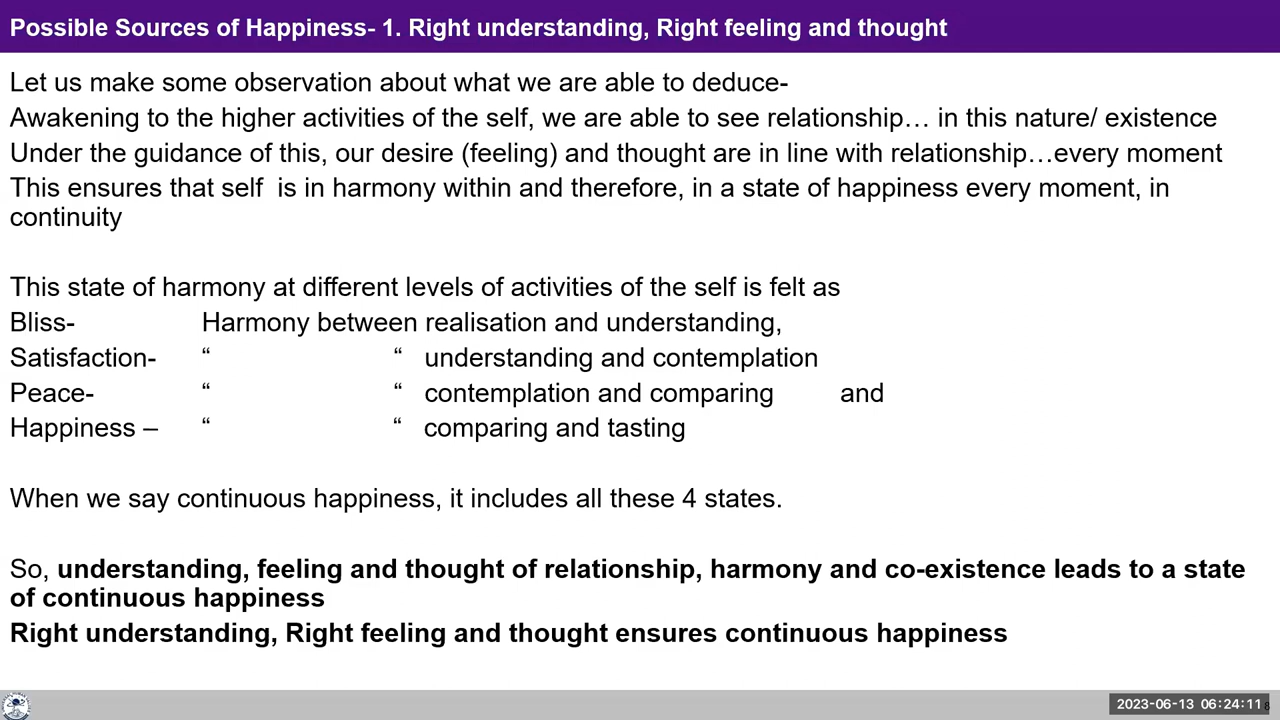 Possible Sources of Happiness- 1. Right understanding, Right feeling and thought
Let us make some observation about what we are able to deduce-
Awakening to the higher activities of the self, we are able to see relationship… in this nature/ existence
Under the guidance of this, our desire (feeling) and thought are in line with relationship…every moment
This ensures that self is in harmony within and therefore, in a state of happiness every moment, in
continuity
This state of harmony at different levels of activities of the self is felt as
Bliss- Harmony between realisation and understanding,
Satisfaction- “ “ understanding and contemplation
Peace- “ “ contemplation and comparing and
Happiness – “ “ comparing and tasting
When we say continuous happiness, it includes all these 4 states.
So, understanding, feeling and thought of relationship, harmony and co-existence leads to a state
of continuous happiness
Right understanding, Right feeling and thought ensures continuous happiness
2023-06-13 06:24:11
8